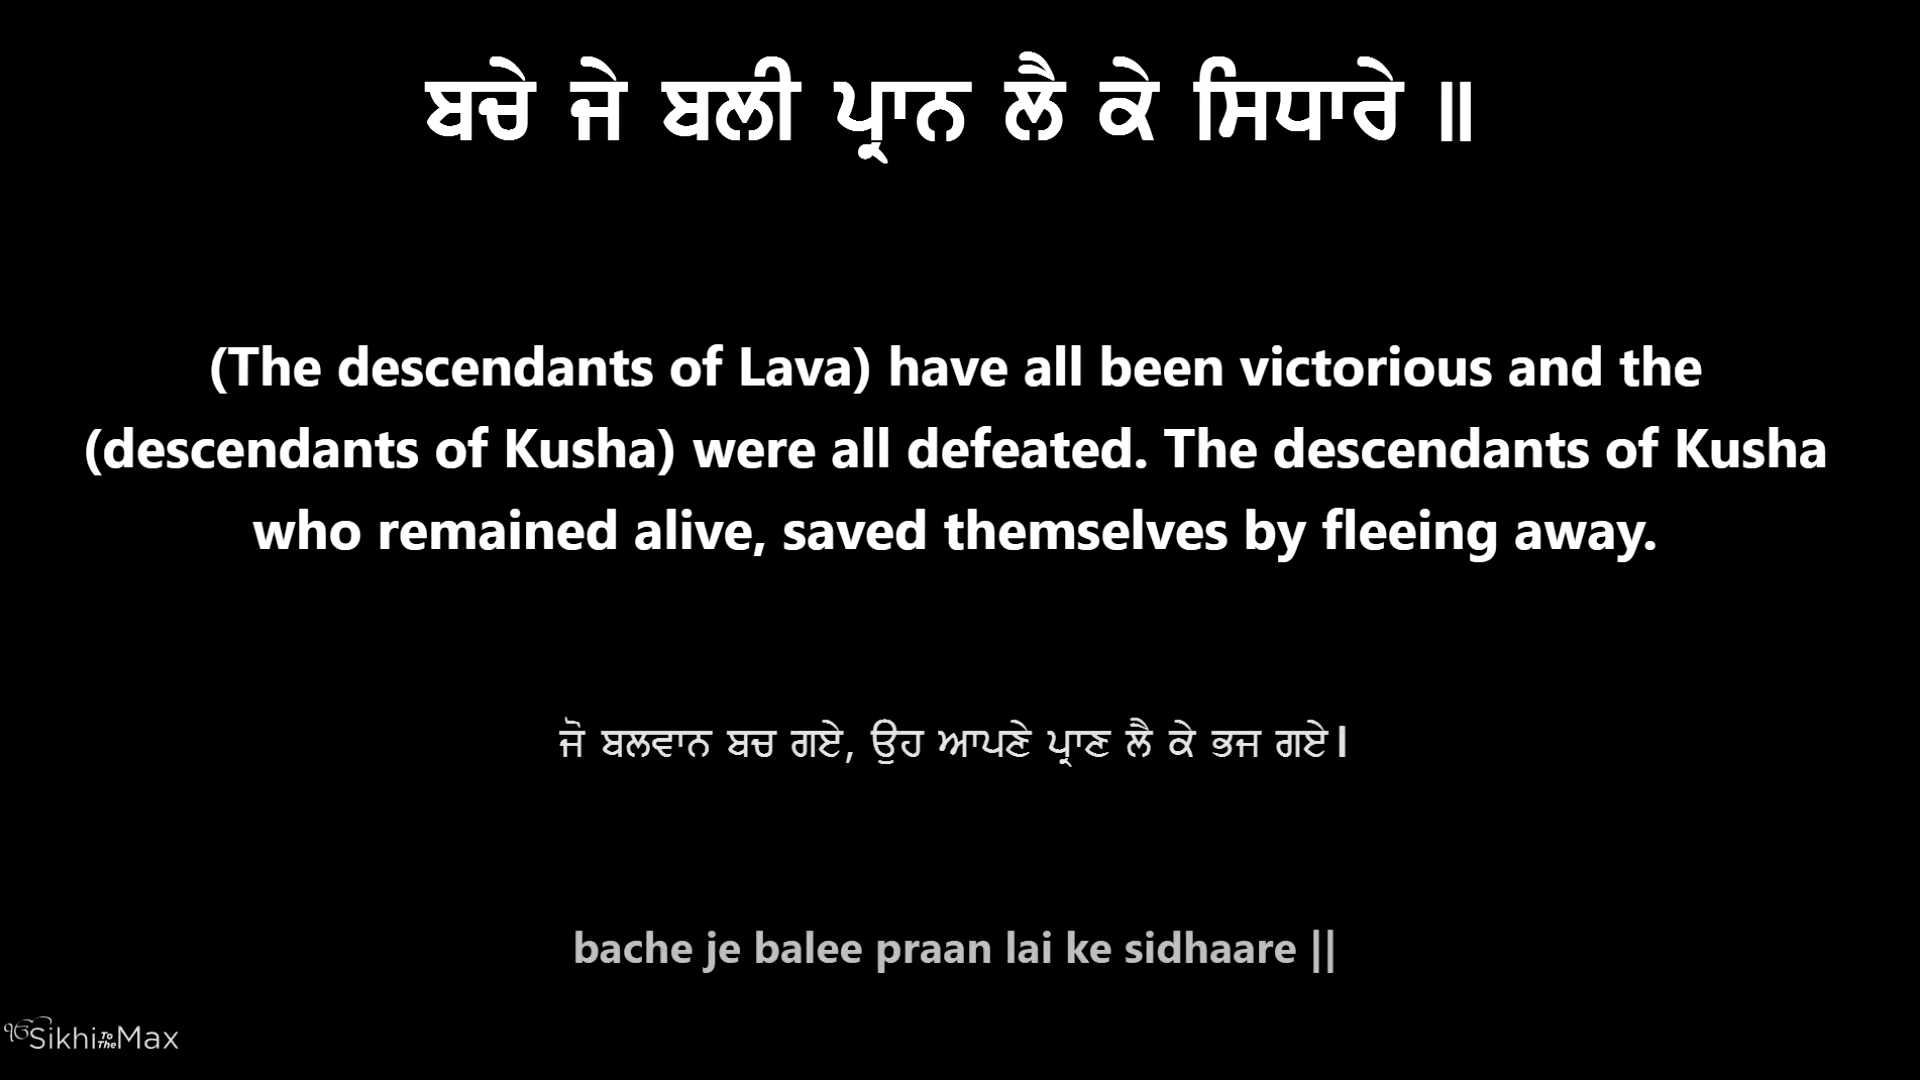 ਬਚੇ ਜੇ ਬਲੀ ਪ੍ਰਾਨ ਲੈ ਕੇ ਸਿਧਾਰੇ ॥
(The descendants of Lava) have all been victorious and the
(descendants of Kusha) were all defeated. The descendants of Kusha
who remained alive, saved themselves by fleeing away.
ਜੋ ਬਲਵਾਨ ਬਚ ਗਏ, ਉਹ ਆਪਣੇ ਪ੍ਰਾਣ ਲੈ ਕੇ ਭਜ ਗਏ।
bache je balee praan lai ke sidhaare ||
ੴSikhiToTheMax